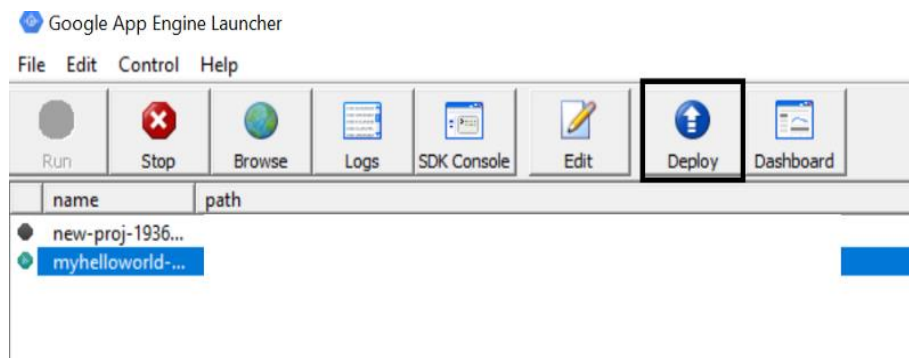 Google App Engine Launcher
File Edit Control Help
Run Stop Browse Logs SDK Console Edit Deploy Dashboard
name path
new-proj-1936...
myhelloworld-...